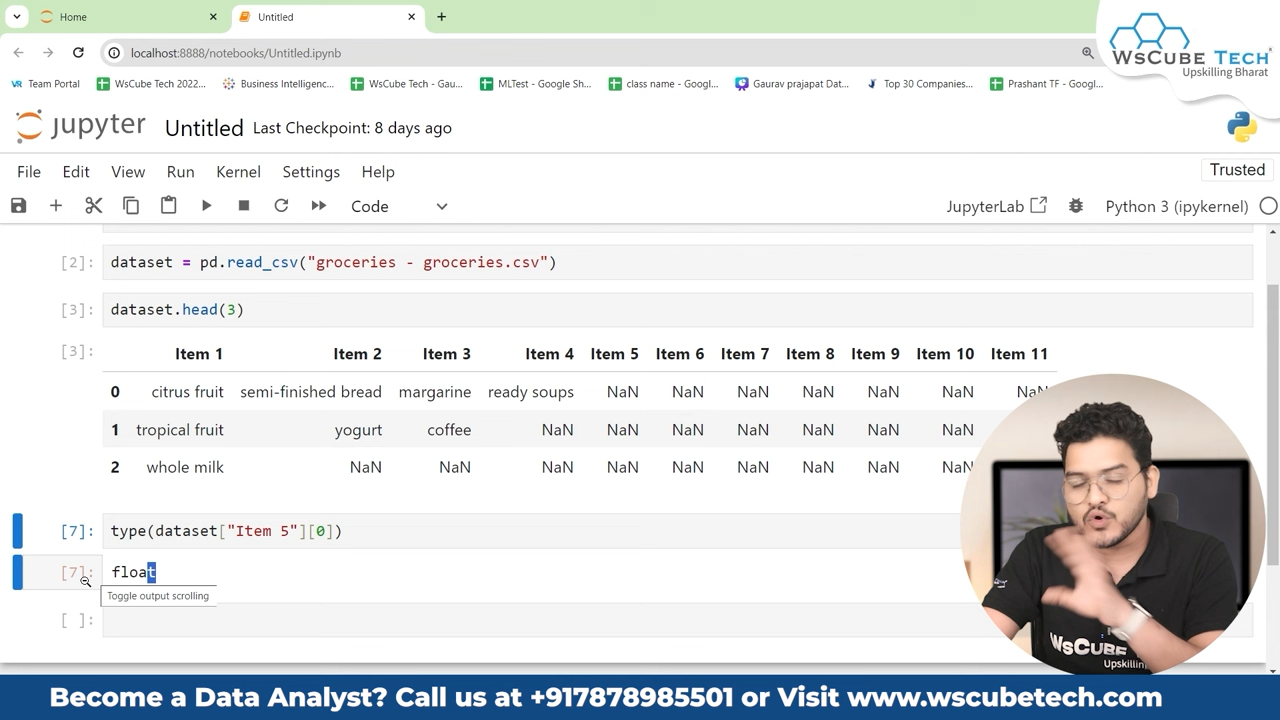 Home
Untitled
localhost:8888/notebooks/Untitled.ipynb
WsCUBE TECH
Upskilling Bharat
VR Team Portal
WsCube Tech 2022...
Business Intelligenc...
WsCube Tech - Gau...
MLTest - Google Sh...
class name - Googl...
Gaurav prajapat Dat...
Top 30 Companies...
Prashant TF - Googl...
jupyter Untitled Last Checkpoint: 8 days ago
File Edit View Run Kernel Settings Help
Trusted
Code
JupyterLab
Python 3 (ipykernel)
[2]: dataset = pd.read_csv("groceries - groceries.csv")
[3]: dataset.head(3)
[3]: Item 1 Item 2 Item 3 Item 4 Item 5 Item 6 Item 7 Item 8 Item 9 Item 10 Item 11
0 citrus fruit semi-finished bread margarine ready soups NaN NaN NaN NaN NaN NaN NaN
1 tropical fruit yogurt coffee NaN NaN NaN NaN NaN NaN NaN
2 whole milk NaN NaN NaN NaN NaN NaN NaN NaN NaN
[7]: type(dataset["Item 5"][0])
[7]: float
Toggle output scrolling
[ ]:
WsCUBE
Upskilling
Become a Data Analyst? Call us at +917878985501 or Visit www.wscubetech.com